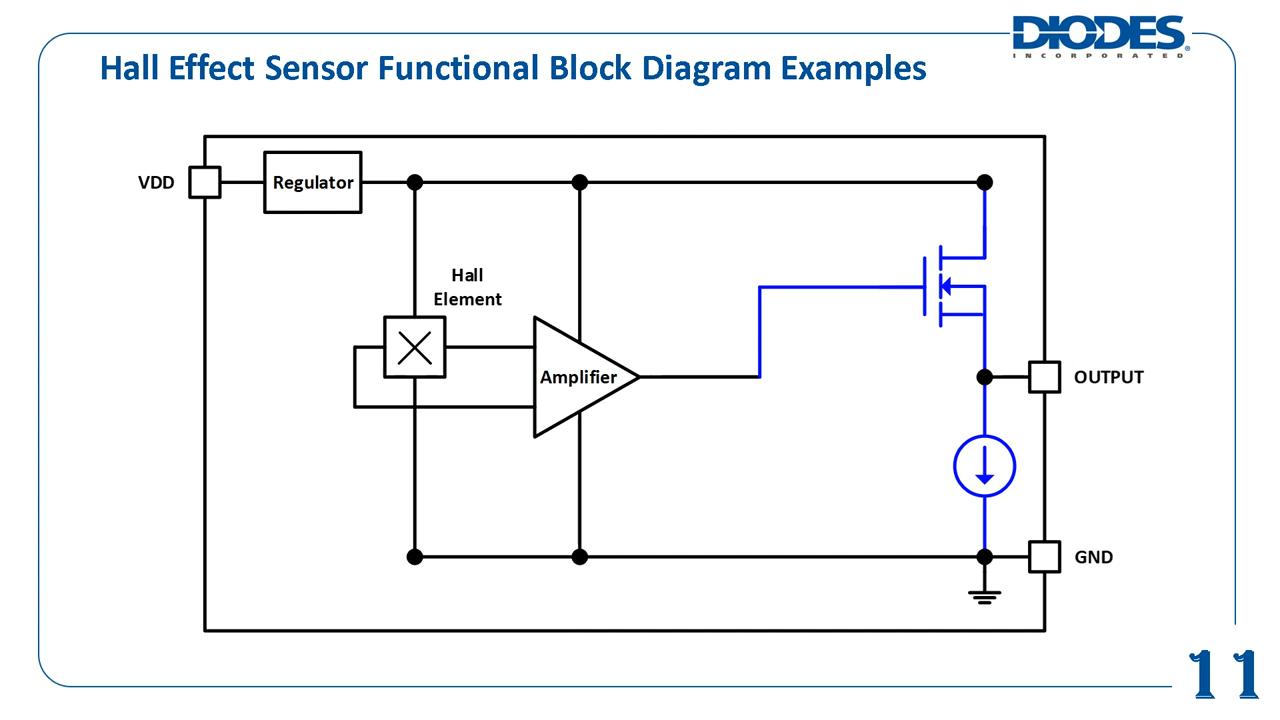 DIODES
INCORPORATED
Hall Effect Sensor Functional Block Diagram Examples
VDD
Regulator
Hall
Element
Amplifier
OUTPUT
GND
11